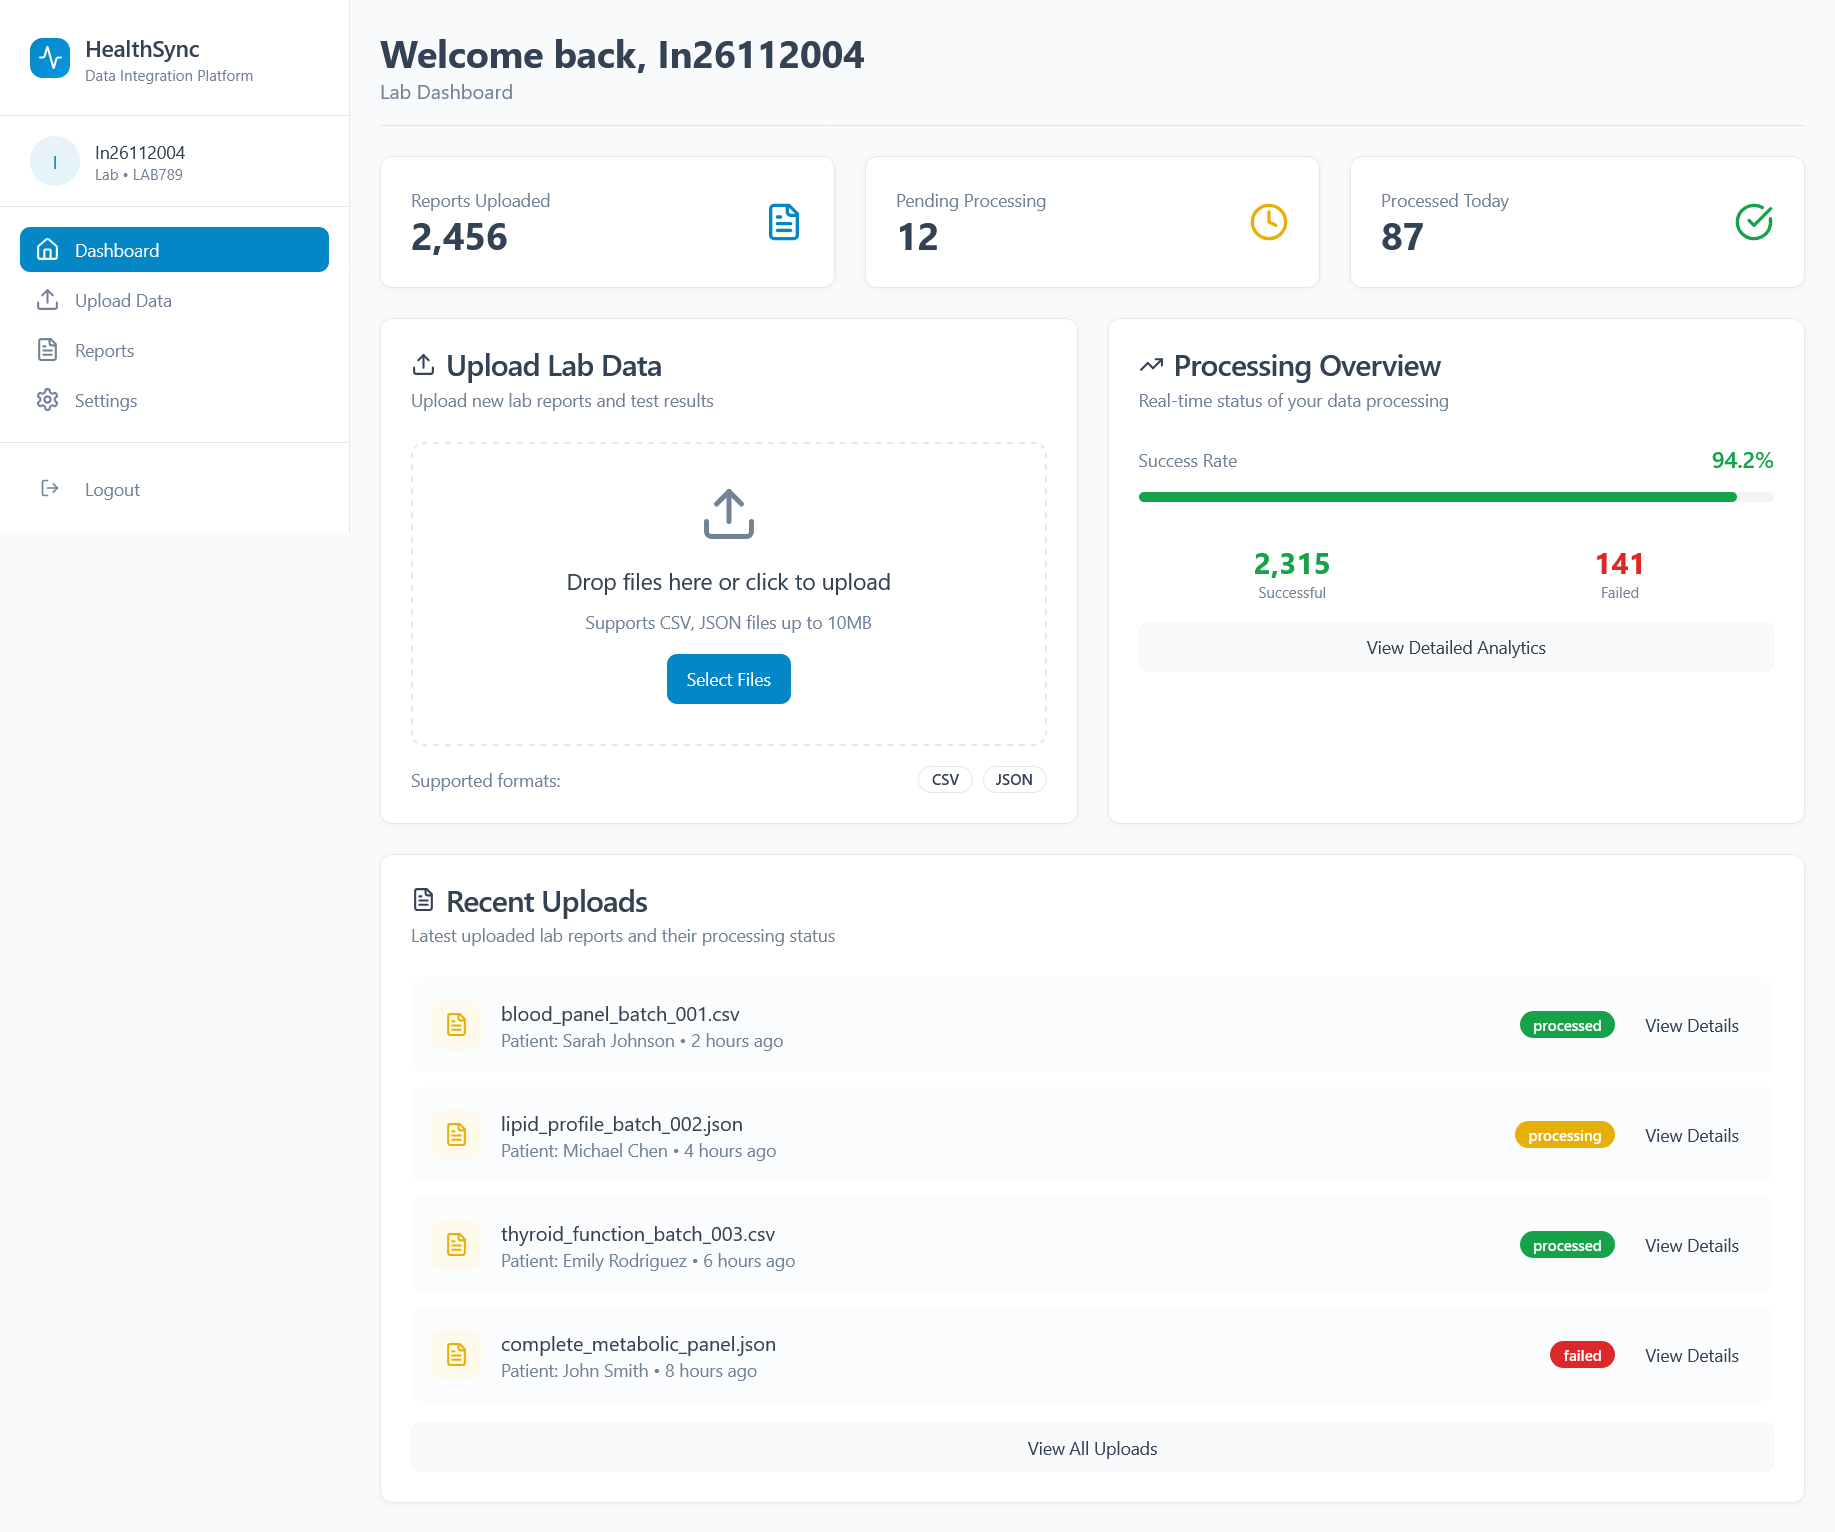 HealthSync
Data Integration Platform
I
In26112004
Lab • LAB789
Dashboard
Upload Data
Reports
Settings
Logout
Welcome back, In26112004
Lab Dashboard
Reports Uploaded
2,456
Pending Processing
12
Processed Today
87
Upload Lab Data
Upload new lab reports and test results
Drop files here or click to upload
Supports CSV, JSON files up to 10MB
Select Files
Supported formats:
CSV
JSON
Processing Overview
Real-time status of your data processing
Success Rate
94.2%
2,315
Successful
141
Failed
View Detailed Analytics
Recent Uploads
Latest uploaded lab reports and their processing status
blood_panel_batch_001.csv
Patient: Sarah Johnson • 2 hours ago
processed
View Details
lipid_profile_batch_002.json
Patient: Michael Chen • 4 hours ago
processing
View Details
thyroid_function_batch_003.csv
Patient: Emily Rodriguez • 6 hours ago
processed
View Details
complete_metabolic_panel.json
Patient: John Smith • 8 hours ago
failed
View Details
View All Uploads